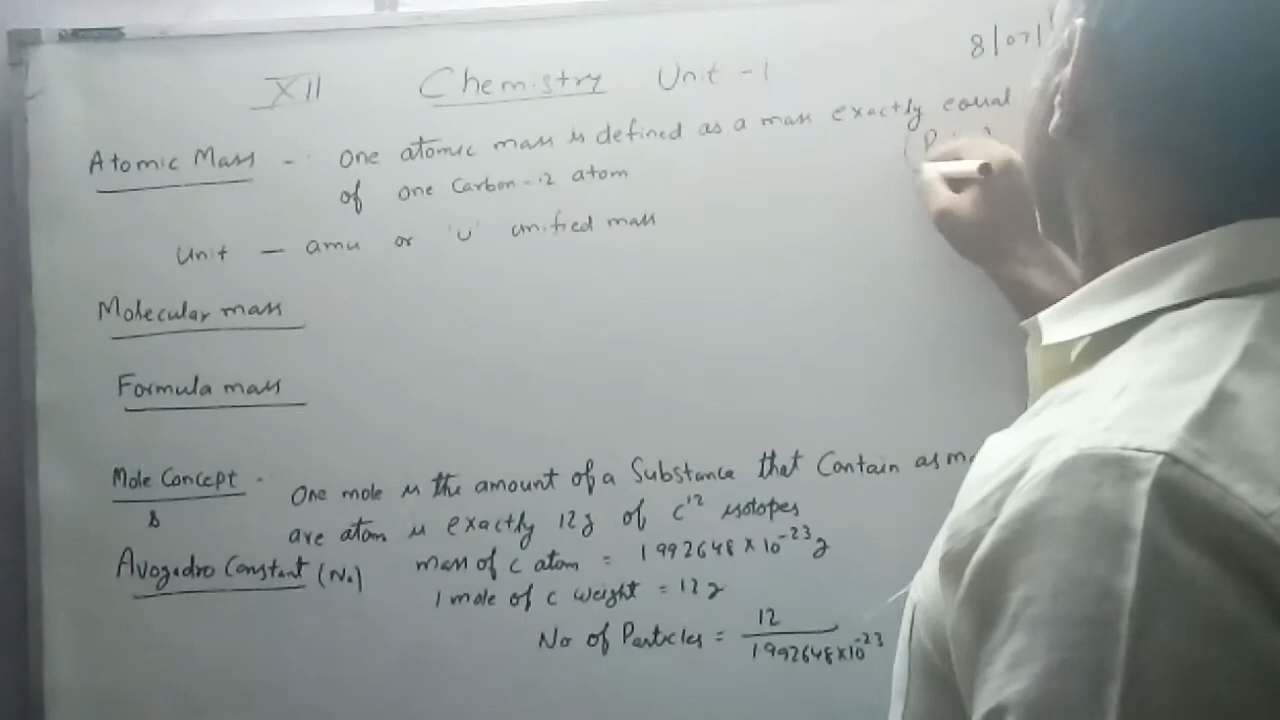 8/07/
XII Chemistry Unit - 1
Atomic Mass - One atomic mass is defined as a mass exactly equal
of one Carbon-12 atom
Unit — amu or 'u' unified mass
Molecular mass
Formula mass
Mole Concept - One mole is the amount of a Substance that Contain as
are atom is exactly 12g of C¹² isotopes
&
Avogadro Constant (N₀) mass of C atom = 1.992648 × 10⁻²³ g
1 mole of C weight = 12g
No of Particles = 12 / 1.992648×10⁻²³